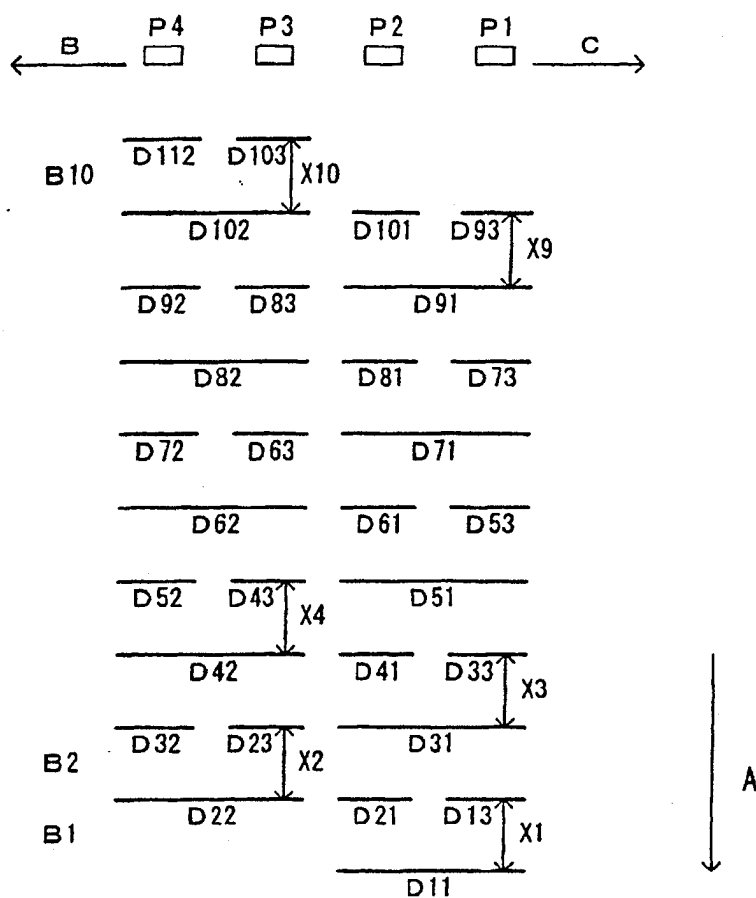 P4 P3 P2 P1
B C
D112 D103 X10
B10
D102 D101 D93 X9
D92 D83 D91
D82 D81 D73
D72 D63 D71
D62 D61 D53
D52 D43 X4 D51
D42 D41 D33 X3
D32 D23 X2 D31
B2
A
D22 D21 D13 X1
B1
D11